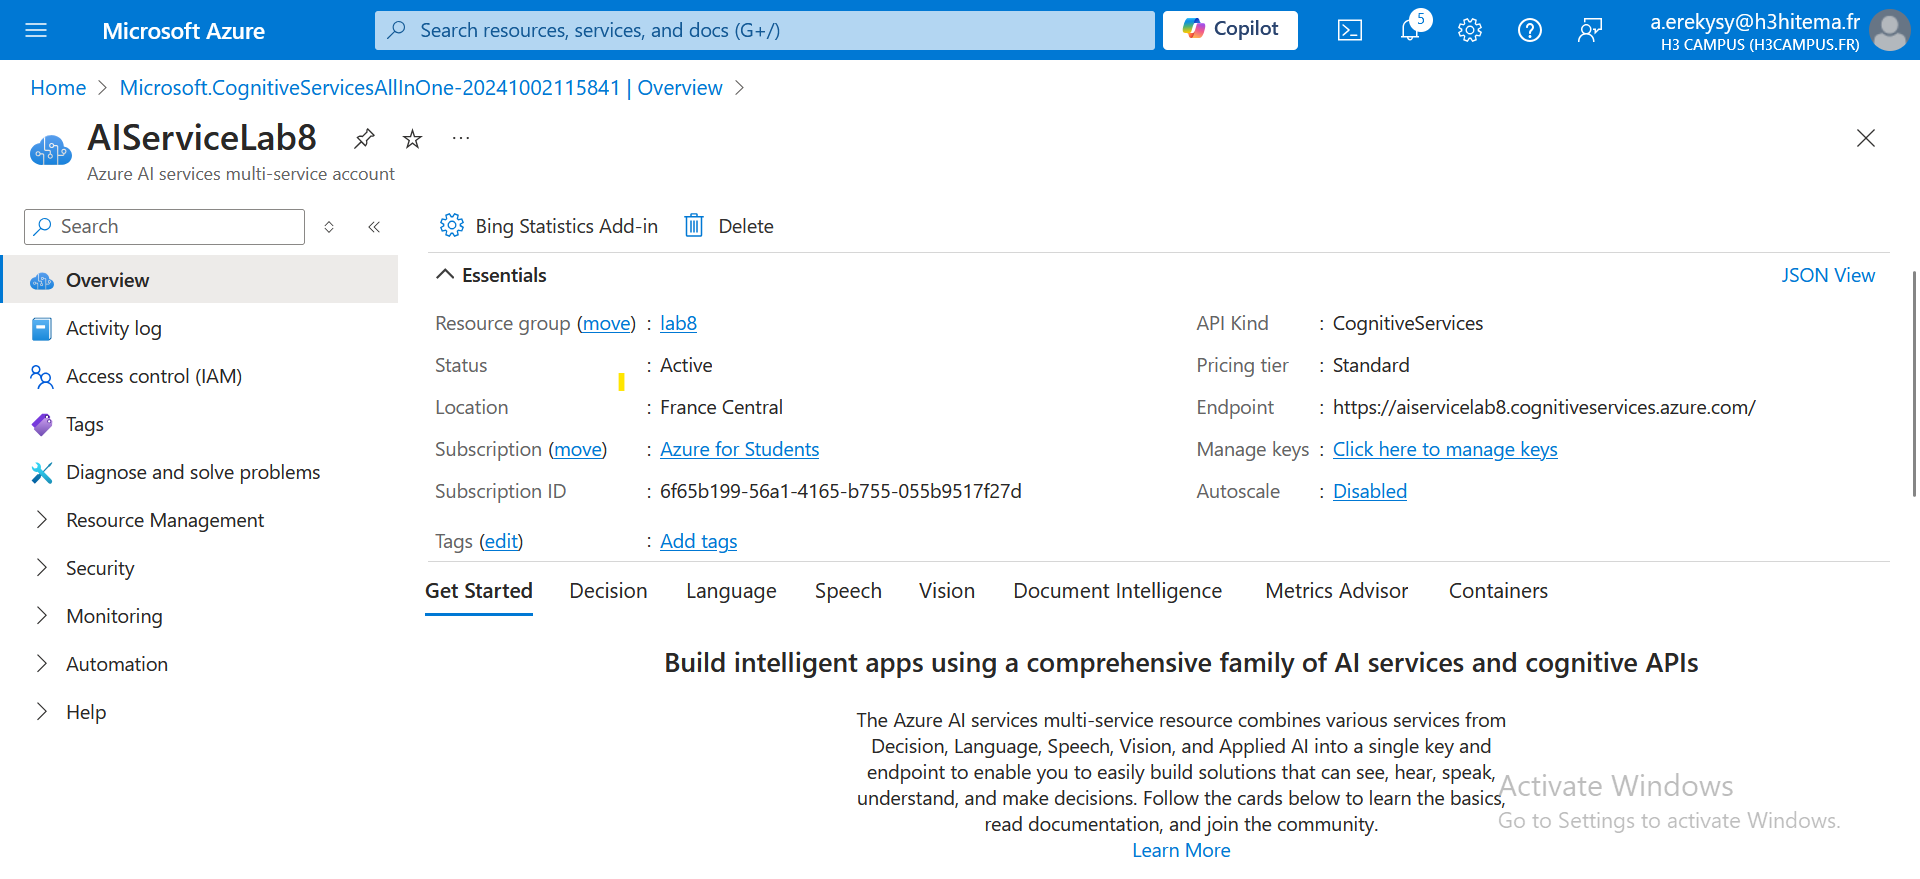 Microsoft Azure
Search resources, services, and docs (G+/)
Copilot
5
a.erekysy@h3hitema.fr
H3 CAMPUS (H3CAMPUS.FR)
Home > Microsoft.CognitiveServicesAllInOne-20241002115841 | Overview >
AIServiceLab8
Azure AI services multi-service account
Search
Overview
Activity log
Access control (IAM)
Tags
Diagnose and solve problems
Resource Management
Security
Monitoring
Automation
Help
Bing Statistics Add-in
Delete
Essentials
JSON View
Resource group (move) : lab8
Status : Active
Location : France Central
Subscription (move) : Azure for Students
Subscription ID : 6f65b199-56a1-4165-b755-055b9517f27d
Tags (edit) : Add tags
API Kind : CognitiveServices
Pricing tier : Standard
Endpoint : https://aiservicelab8.cognitiveservices.azure.com/
Manage keys : Click here to manage keys
Autoscale : Disabled
Get Started Decision Language Speech Vision Document Intelligence Metrics Advisor Containers
Build intelligent apps using a comprehensive family of AI services and cognitive APIs
The Azure AI services multi-service resource combines various services from
Decision, Language, Speech, Vision, and Applied AI into a single key and
endpoint to enable you to easily build solutions that can see, hear, speak,
understand, and make decisions. Follow the cards below to learn the basics,
read documentation, and join the community.
Learn More
Activate Windows
Go to Settings to activate Windows.